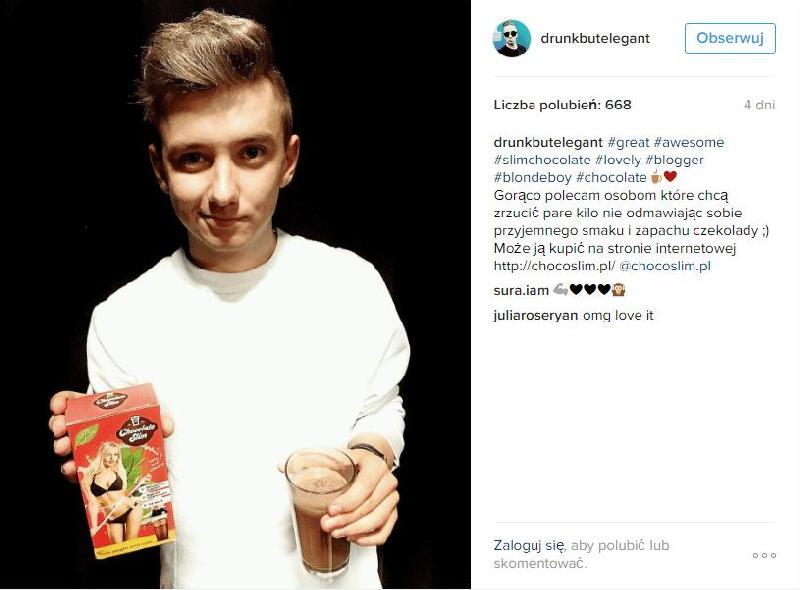 drunkbutelegant
Obserwuj
Liczba polubień: 668
4 dni
drunkbutelegant #great #awesome
#slimchocolate #lovely #blogger
#blondeboy #chocolate ☕❤
Gorąco polecam osobom które chcą
zrzucić pare kilo nie odmawiając sobie
przyjemnego smaku i zapachu czekolady ;)
Może ją kupić na stronie internetowej
http://chocoslim.pl/ @chocoslim.pl
sura.iam 💪🖤🖤🖤🙈
juliaroseryan omg love it
Zaloguj się, aby polubić lub
skomentować.
Chocolate
Slim
Chocolate
Slim